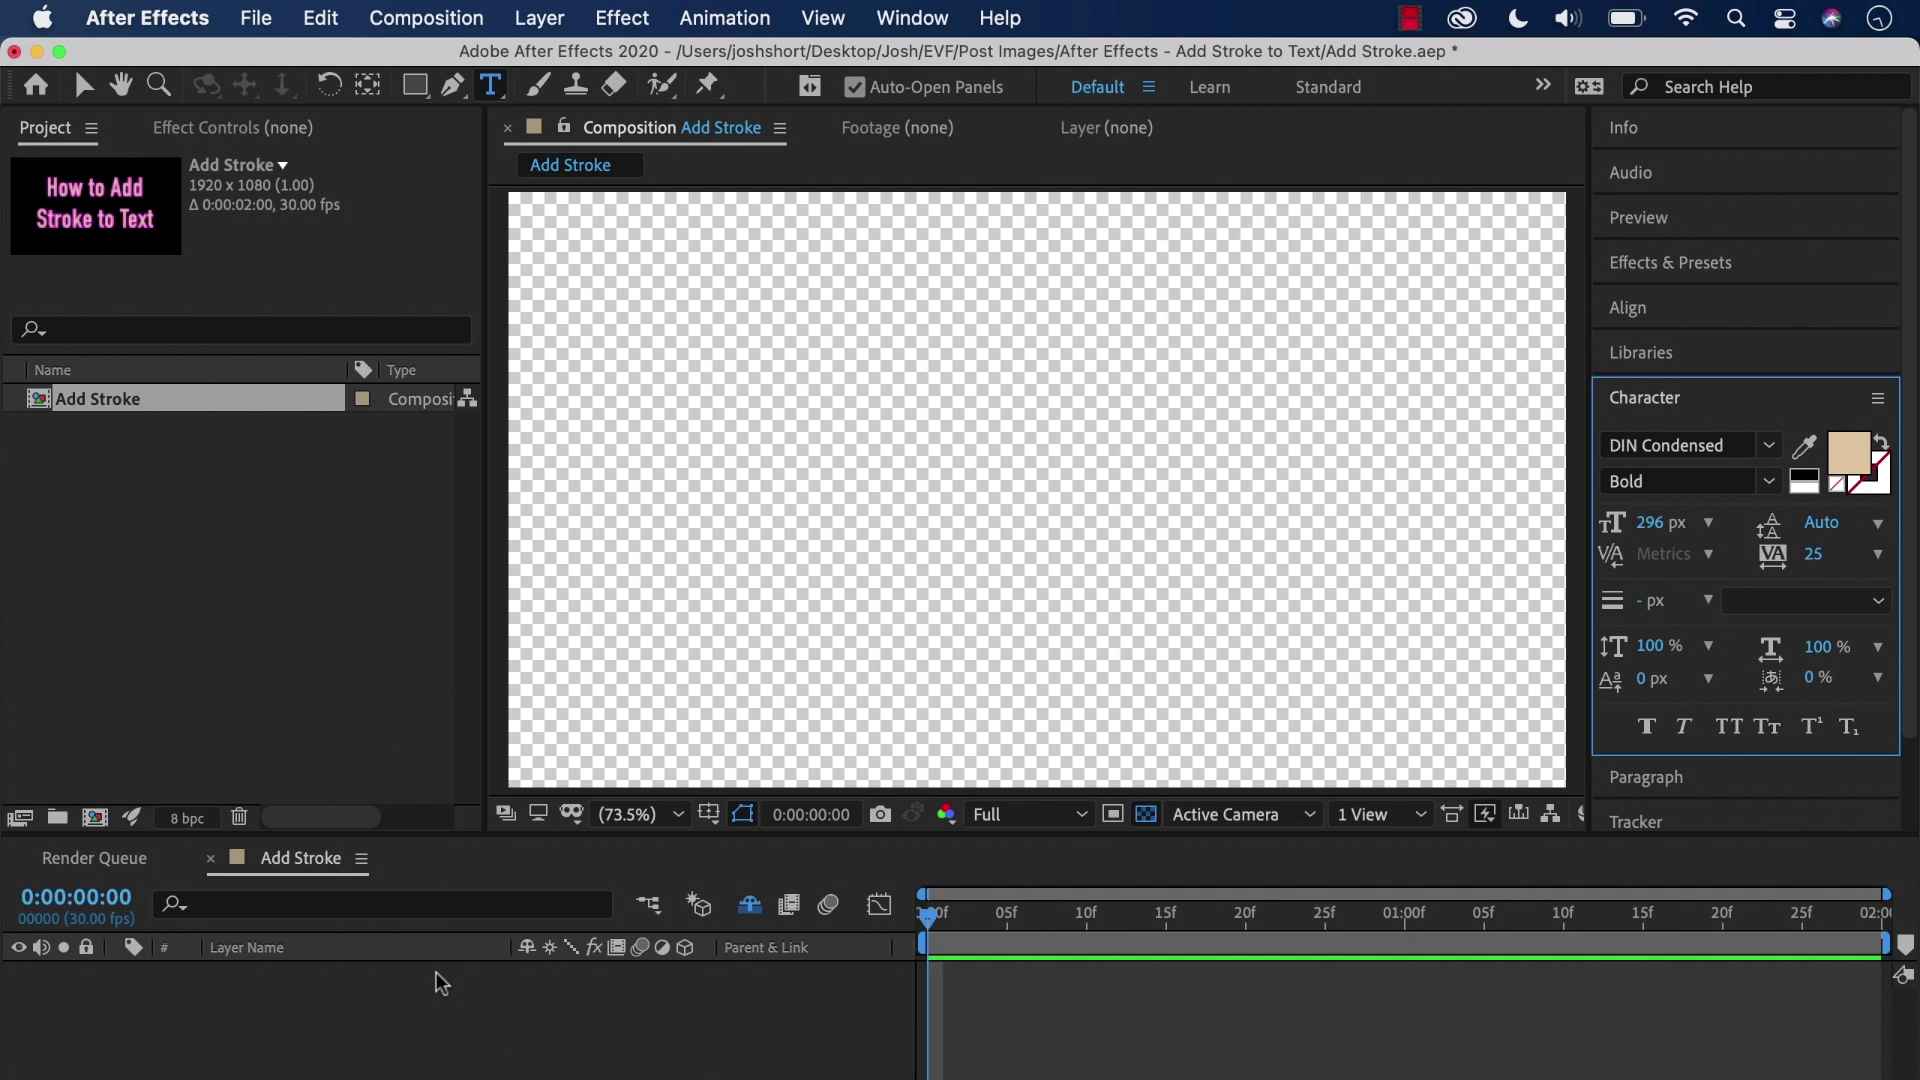 After Effects File Edit Composition Layer Effect Animation View Window Help
Adobe After Effects 2020 - /Users/joshshort/Desktop/Josh/EVF/Post Images/After Effects - Add Stroke to Text/Add Stroke.aep *
Auto-Open Panels Default Learn Standard Search Help
Project Effect Controls (none)
How to Add
Stroke to Text
Add Stroke
1920 x 1080 (1.00)
Δ 0:00:02:00, 30.00 fps
Name Type
Add Stroke Composi
8 bpc
Composition Add Stroke Footage (none) Layer (none)
Add Stroke
(73.5%) 0:00:00:00 Full Active Camera 1 View
Info
Audio
Preview
Effects & Presets
Align
Libraries
Character
DIN Condensed
Bold
296 px Auto
Metrics 25
- px
100 % 100 %
0 px 0 %
T T TT Tт T¹ T₁
Paragraph
Tracker
Render Queue Add Stroke
0:00:00:00
00000 (30.00 fps)
# Layer Name Parent & Link
05f 10f 15f 20f 25f 01:00f 05f 10f 15f 20f 25f 02:0